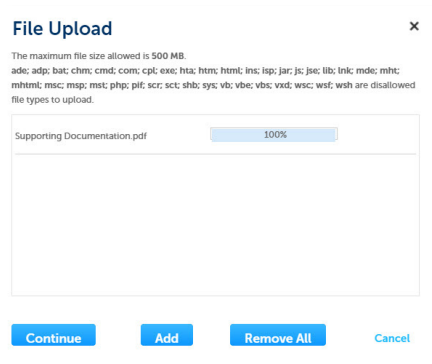 File Upload ×
The maximum file size allowed is 500 MB.
ade; adp; bat; chm; cmd; com; cpl; exe; hta; htm; html; ins; isp; jar; js; jse; lib; lnk; mde; mht;
mhtml; msc; msp; mst; php; pif; scr; sct; shb; sys; vb; vbe; vbs; vxd; wsc; wsf; wsh are disallowed
file types to upload.
Supporting Documentation.pdf 100%
Continue Add Remove All Cancel